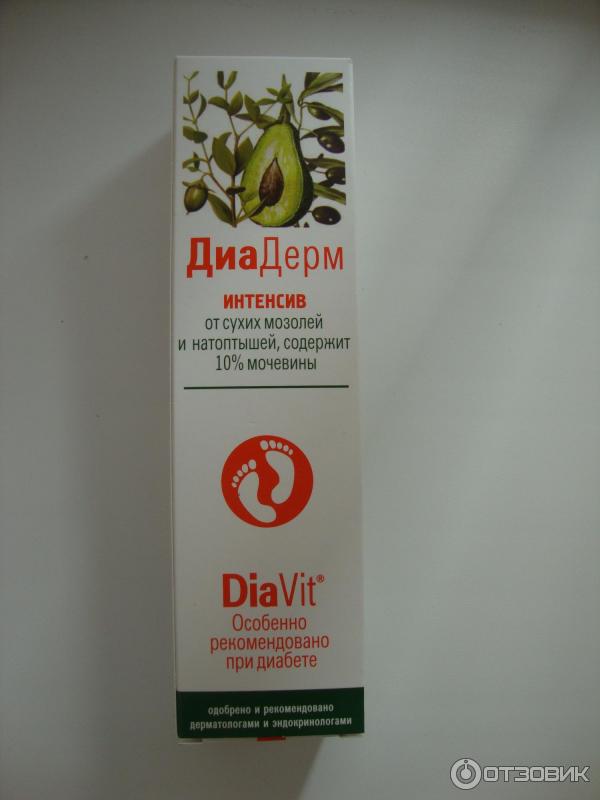 ДиаДерм
ИНТЕНСИВ
от сухих мозолей
и натоптышей, содержит
10% мочевины
DiaVit®
Особенно
рекомендовано
при диабете
одобрено и рекомендовано
дерматологами и эндокринологами
ОТЗОВИК